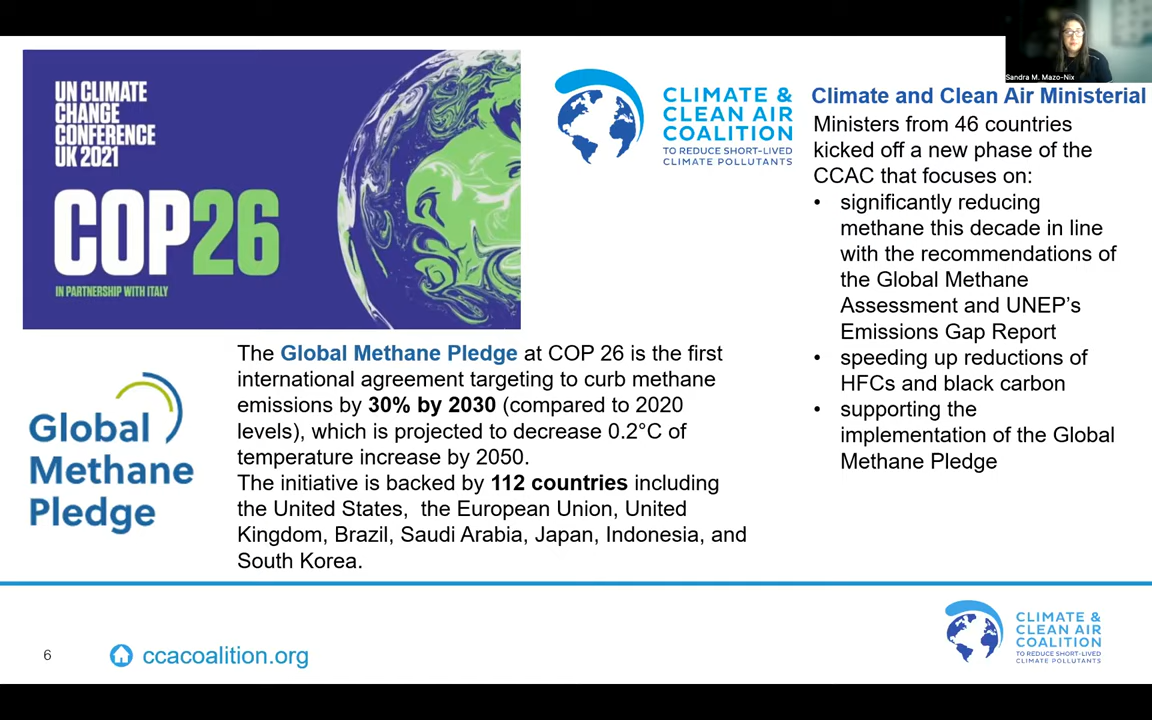 Sandra M. Mazo-Nix
UN CLIMATE
CHANGE
CONFERENCE
UK 2021
COP26
IN PARTNERSHIP WITH ITALY
CLIMATE &
CLEAN AIR
COALITION
TO REDUCE SHORT-LIVED
CLIMATE POLLUTANTS
Climate and Clean Air Ministerial
Ministers from 46 countries
kicked off a new phase of the
CCAC that focuses on:
• significantly reducing
methane this decade in line
with the recommendations of
the Global Methane
Assessment and UNEP’s
Emissions Gap Report
• speeding up reductions of
HFCs and black carbon
• supporting the
implementation of the Global
Methane Pledge
Global
Methane
Pledge
The Global Methane Pledge at COP 26 is the first
international agreement targeting to curb methane
emissions by 30% by 2030 (compared to 2020
levels), which is projected to decrease 0.2°C of
temperature increase by 2050.
The initiative is backed by 112 countries including
the United States,  the European Union, United
Kingdom, Brazil, Saudi Arabia, Japan, Indonesia, and
South Korea.
6
ccacoalition.org
CLIMATE &
CLEAN AIR
COALITION
TO REDUCE SHORT-LIVED
CLIMATE POLLUTANTS